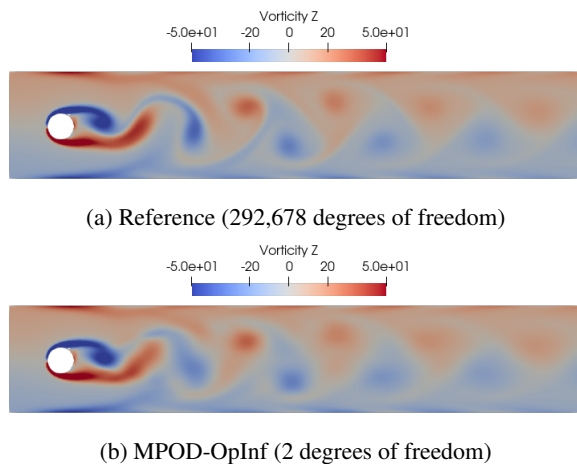 Vorticity Z
-5.0e+01 -20 0 20 5.0e+01
(a) Reference (292,678 degrees of freedom)
Vorticity Z
-5.0e+01 -20 0 20 5.0e+01
(b) MPOD-OpInf (2 degrees of freedom)